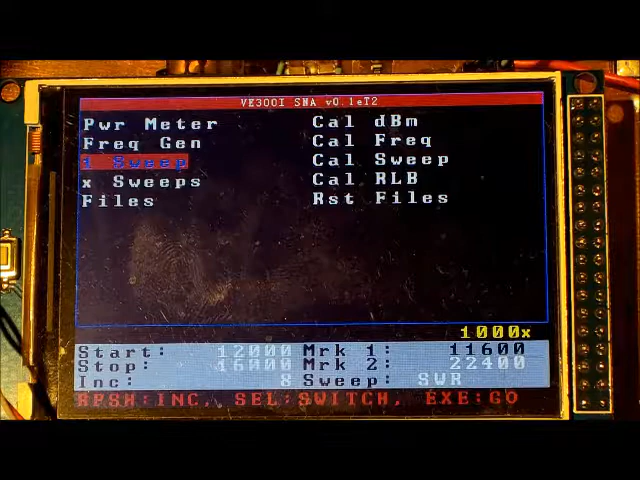 VE3OOI SNA v0.1eT2
Pwr Meter Cal dBm
Freq Gen Cal Freq
1 Sweep Cal Sweep
x Sweeps Cal RLB
Files Rst Files
1000x
Start: 12000 Mrk 1: 11600
Stop: 16000 Mrk 2: 22400
Inc: 8 Sweep: SWR
RPSH:INC, SEL:SWITCH, EXE:GO